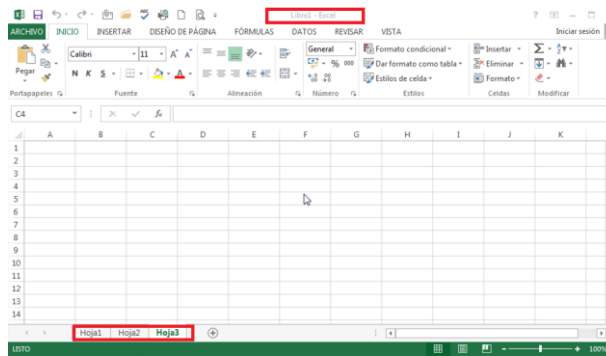 Libro1 - Excel
ARCHIVO INICIO INSERTAR DISEÑO DE PÁGINA FÓRMULAS DATOS REVISAR VISTA Iniciar sesión
Calibri 11 General Formato condicional Insertar
Pegar N K S % 000 Dar formato como tabla Eliminar
Estilos de celda Formato
Portapapeles Fuente Alineación Número Estilos Celdas Modificar
C4 fx
A B C D E F G H I J K
1
2
3
4
5
6
7
8
9
10
11
12
13
14
Hoja1 Hoja2 Hoja3
LISTO 100%